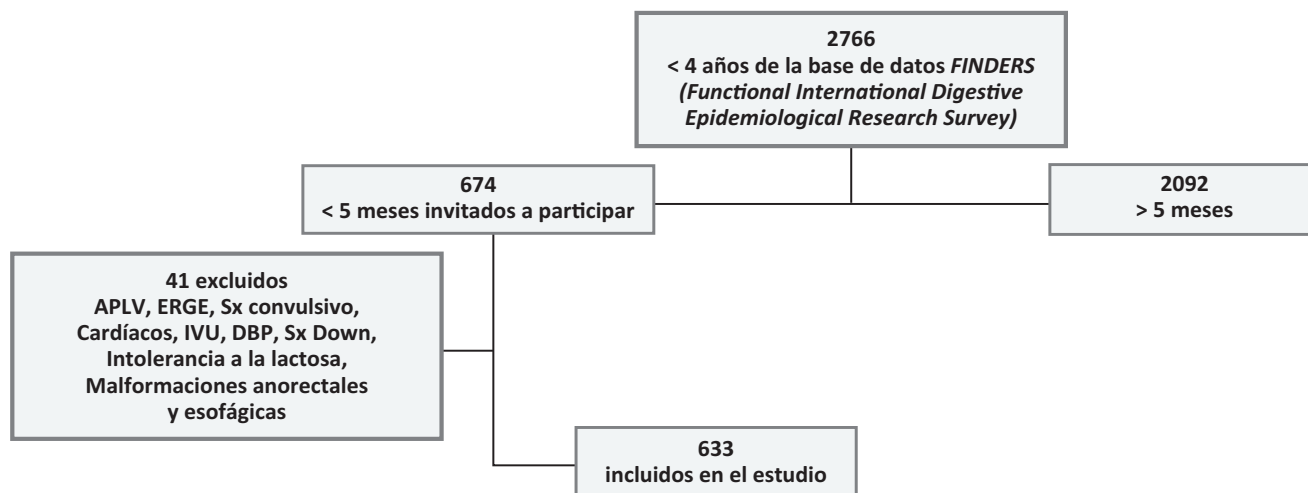 2766
< 4 años de la base de datos FINDERS
(Functional International Digestive
Epidemiological Research Survey)
674
< 5 meses invitados a participar
2092
> 5 meses
41 excluidos
APLV, ERGE, Sx convulsivo,
Cardíacos, IVU, DBP, Sx Down,
Intolerancia a la lactosa,
Malformaciones anorectales
y esofágicas
633
incluidos en el estudio